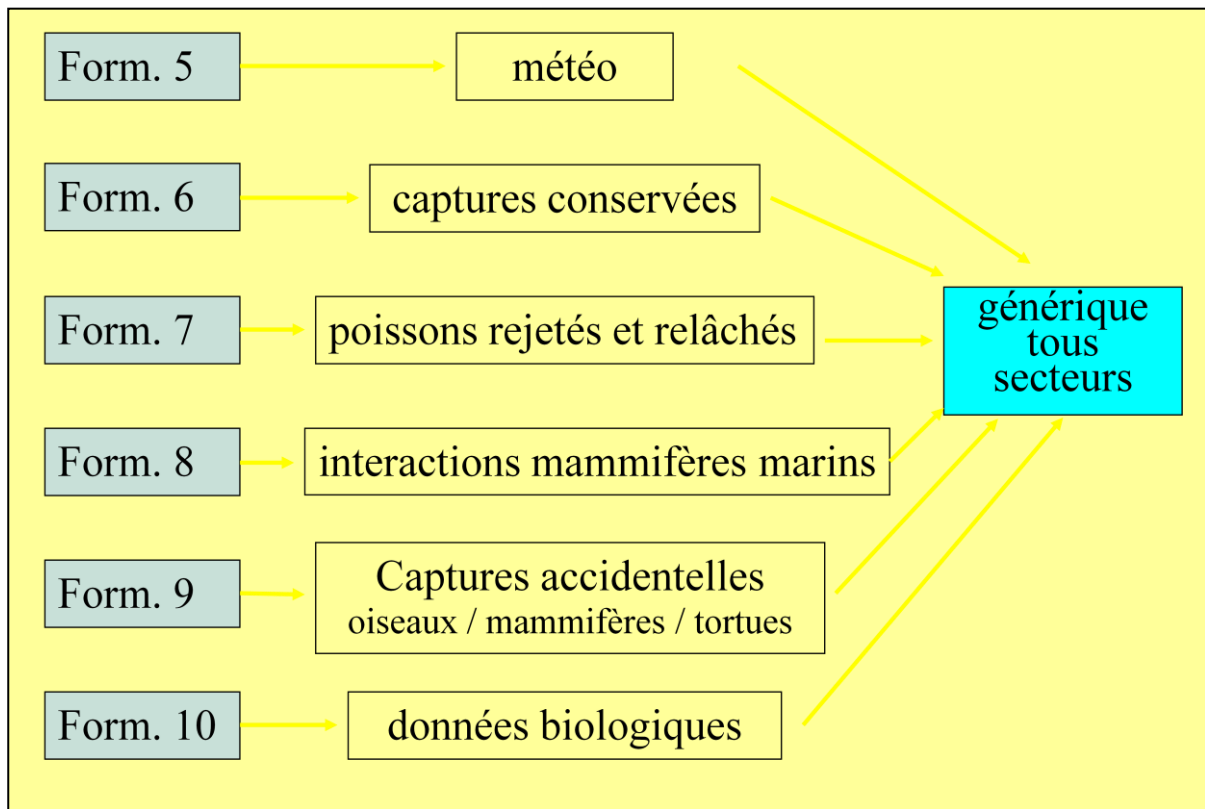 Form. 5
météo
Form. 6
captures conservées
Form. 7
poissons rejetés et relâchés
générique
tous
secteurs
Form. 8
interactions mammifères marins
Form. 9
Captures accidentelles
oiseaux / mammifères / tortues
Form. 10
données biologiques